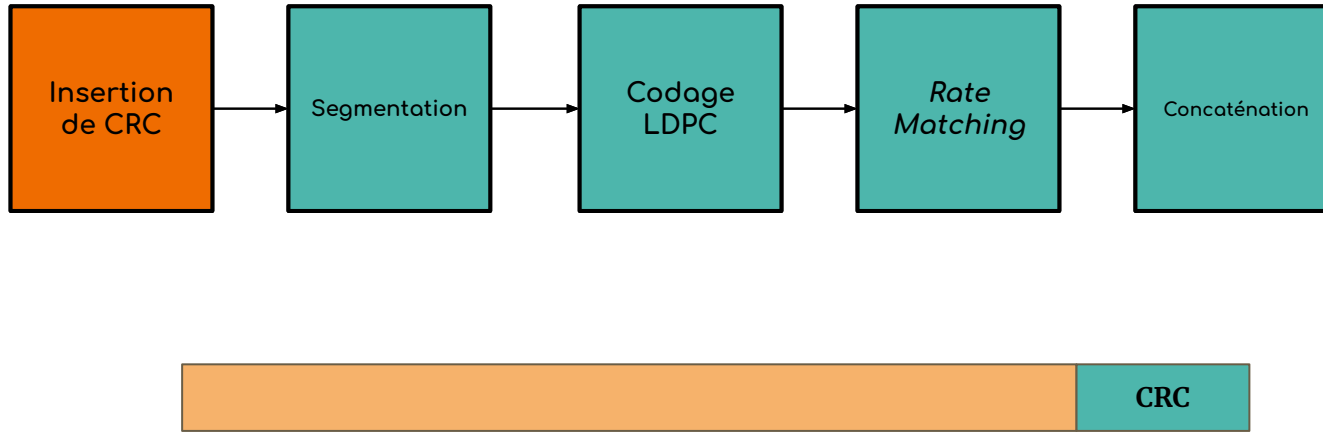 Insertion
de CRC
Segmentation
Codage
LDPC
Rate
Matching
Concaténation
CRC